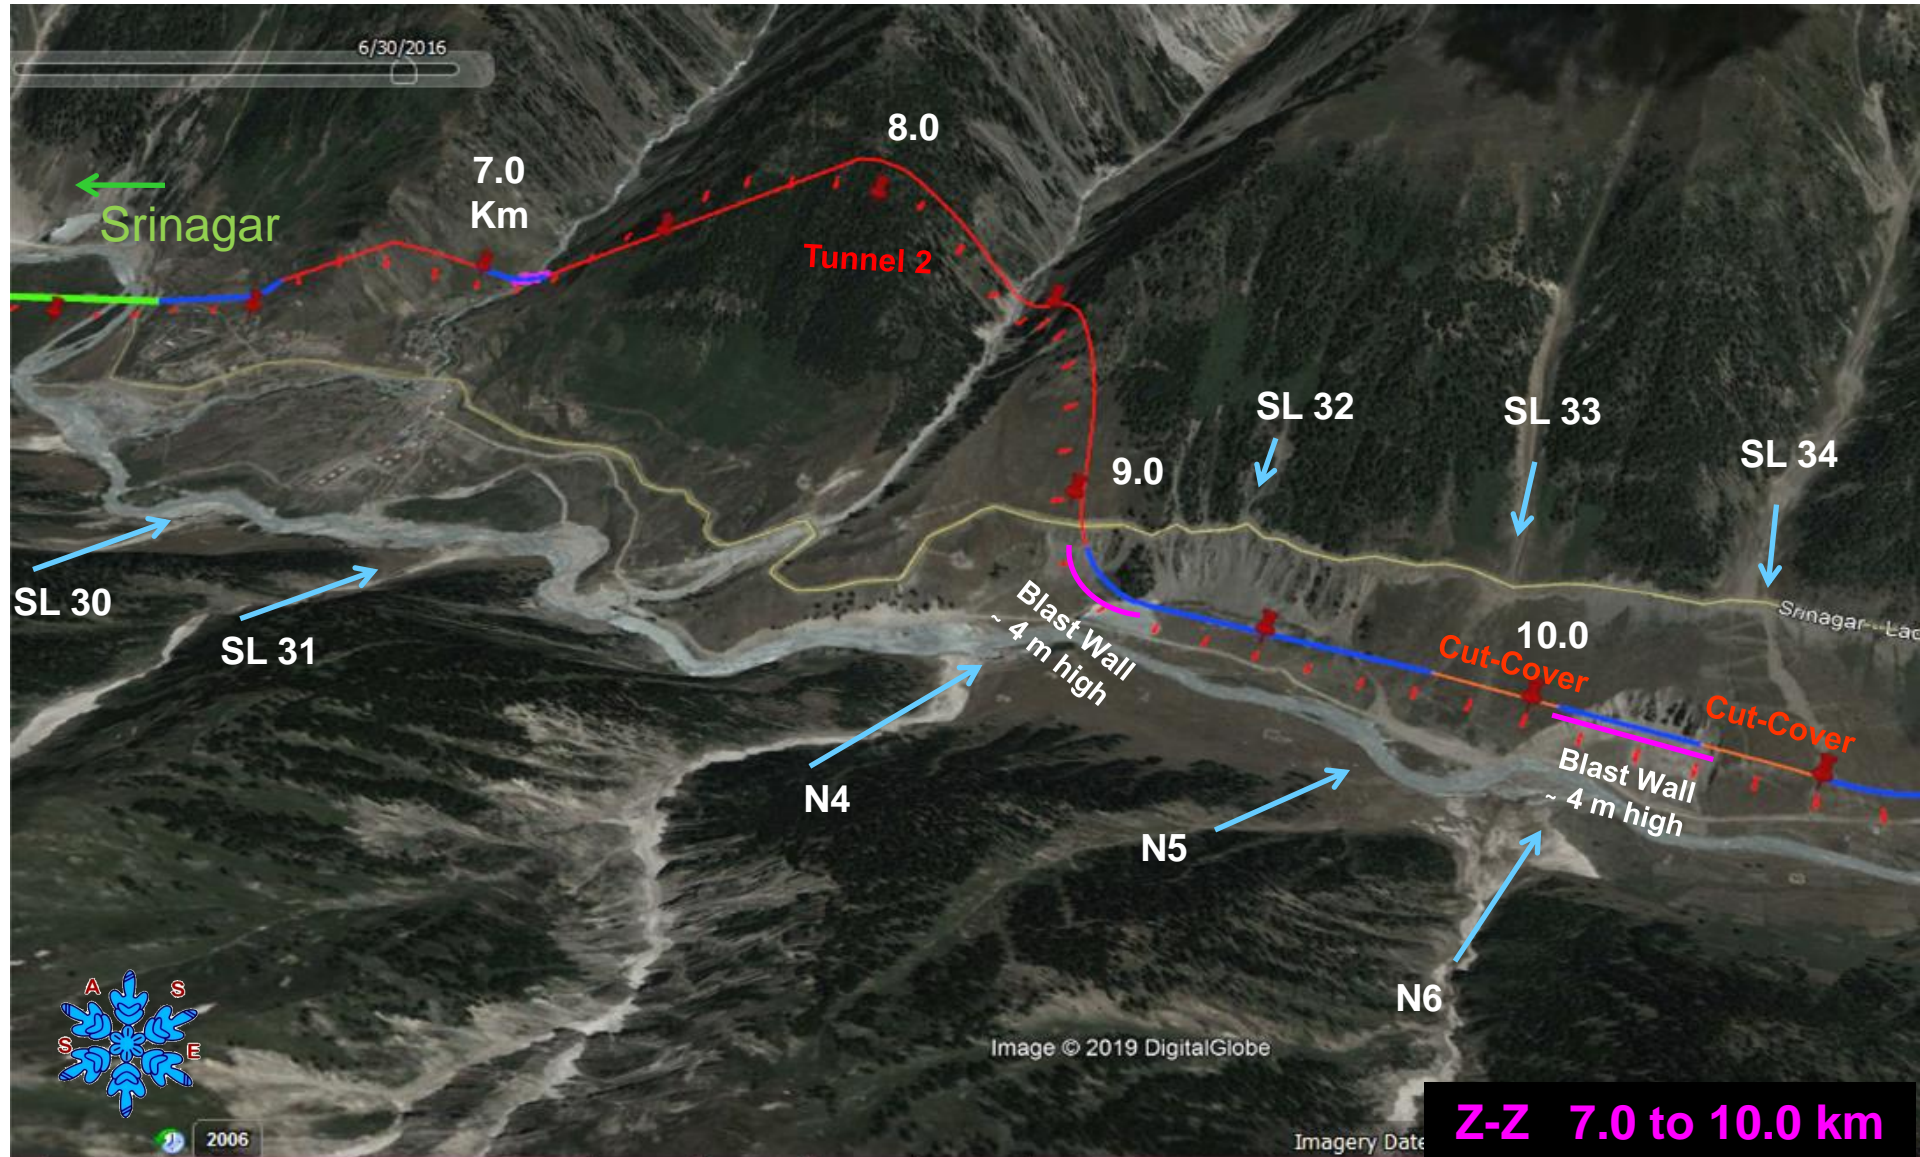 6/30/2016
8.0
7.0
Km
Srinagar
Tunnel 2
SL 32
SL 33
SL 34
9.0
SL 30
SL 31
Blast Wall
~ 4 m high
10.0
Cut-Cover
Srinagar
Cut-Cover
Blast Wall
~ 4 m high
N4
N5
N6
A S
S E
Image © 2019 DigitalGlobe
2006
Imagery Date
Z-Z 7.0 to 10.0 km